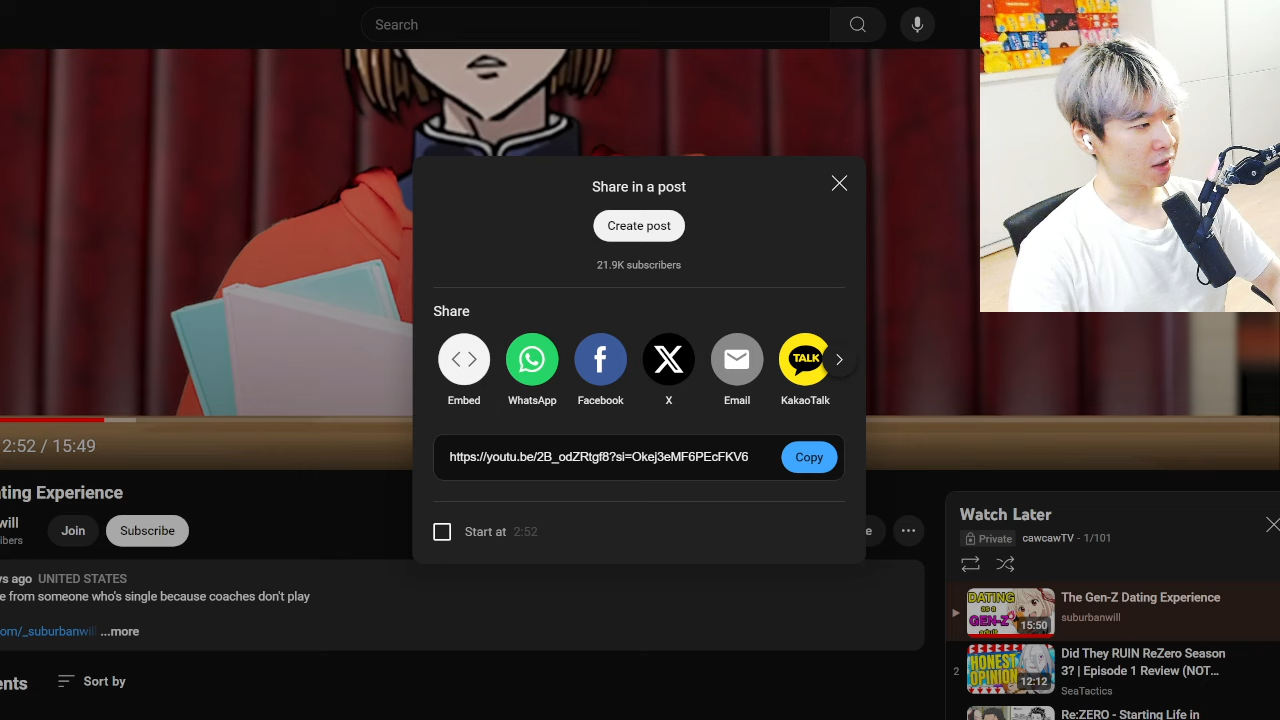 Search
Share in a post
Create post
21.9K subscribers
Share
TALK
Embed
WhatsApp
Facebook
X
Email
KakaoTalk
2:52 / 15:49
https://youtu.be/2B_odZRtgf8?si=Okej3eMF6PEcFKV6
Copy
Start at 2:52
ting Experience
will
ibers
Join
Subscribe
e
ys ago UNITED STATES
e from someone who's single because coaches don't play
om/_suburbanwill ...more
ents
Sort by
Watch Later
Private cawcawTV - 1/101
DATING
as a
GEN-Z
adult
15:50
The Gen-Z Dating Experience
suburbanwill
2
HONEST
OPINION
12:12
Did They RUIN ReZero Season
3? | Episode 1 Review (NOT...
SeaTactics
Re:ZERO - Starting Life in